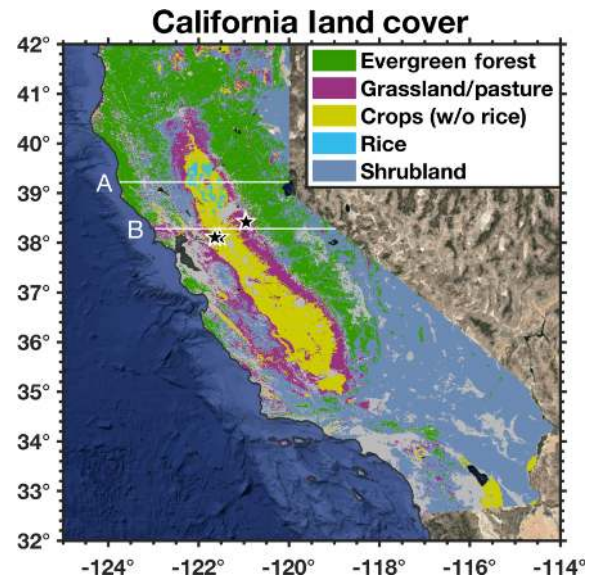 California land cover
42°
41°
40°
39°
38°
37°
36°
35°
34°
33°
32°
Evergreen forest
Grassland/pasture
Crops (w/o rice)
Rice
Shrubland
A
B
-124° -122° -120° -118° -116° -114°